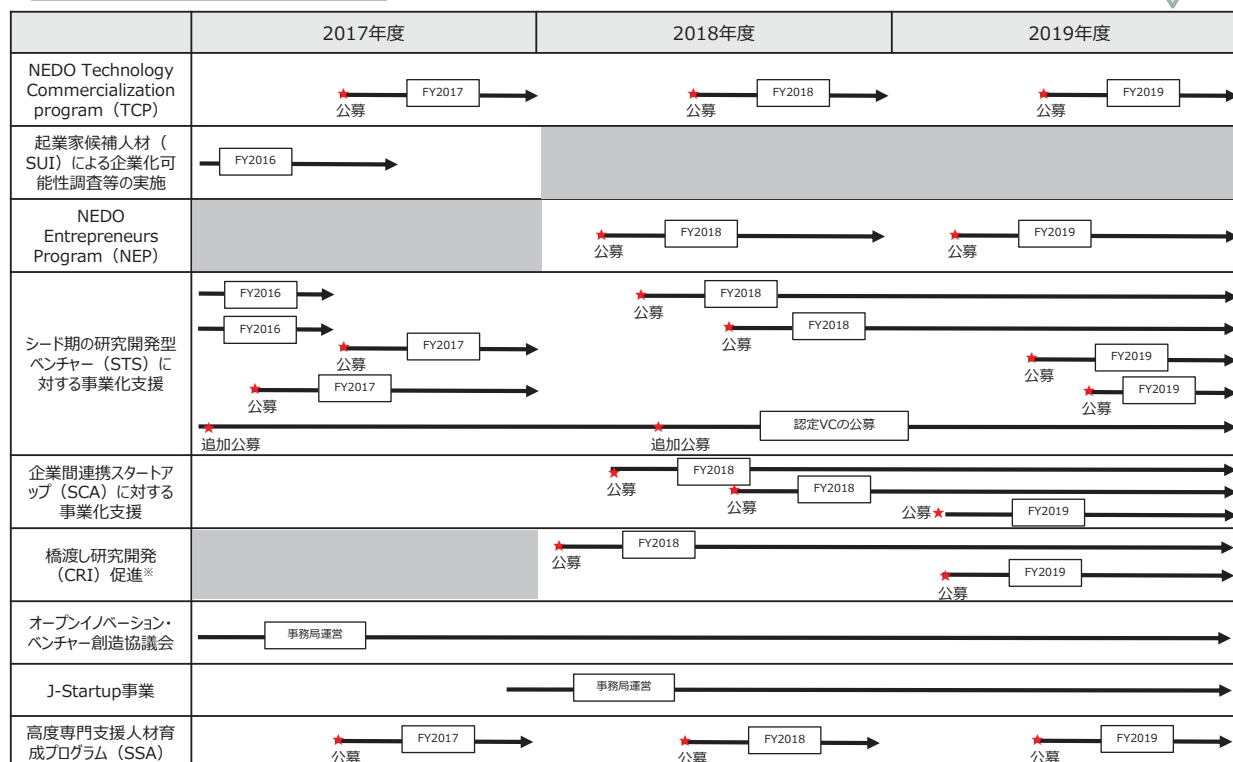 2017年度
2018年度
2019年度
NEDO Technology
Commercialization
program（TCP）
FY2017
公募
FY2018
公募
FY2019
公募
起業家候補人材（
SUI）による企業化可
能性調査等の実施
FY2016
NEDO
Entrepreneurs
Program（NEP）
FY2018
公募
FY2019
公募
シード期の研究開発型
ベンチャー（STS）に
対する事業化支援
FY2016
FY2018
公募
FY2016
FY2018
公募
FY2017
公募
FY2019
公募
FY2017
公募
FY2019
公募
認定VCの公募
追加公募
追加公募
企業間連携スタートア
ップ（SCA）に対する
事業化支援
FY2018
公募
FY2018
公募
公募
FY2019
橋渡し研究開発
（CRI）促進※
FY2018
公募
FY2019
公募
オープンイノベーション・
ベンチャー創造協議会
事務局運営
J-Startup事業
事務局運営
高度専門支援人材育
成プログラム（SSA）
FY2017
公募
FY2018
公募
FY2019
公募